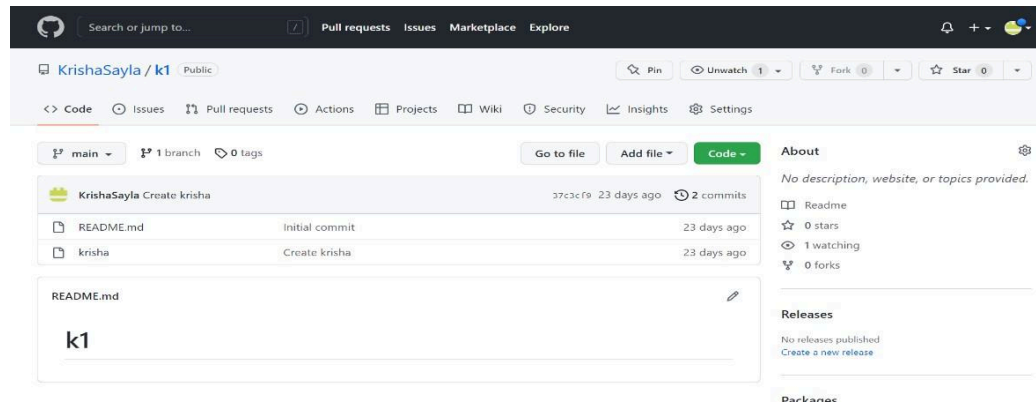 Search or jump to... / Pull requests Issues Marketplace Explore
KrishaSayla / k1 Public
Pin Unwatch 1 Fork 0 Star 0
Code Issues Pull requests Actions Projects Wiki Security Insights Settings
main 1 branch 0 tags Go to file Add file Code
KrishaSayla Create krisha 37c3cf9 23 days ago 2 commits
README.md Initial commit 23 days ago
krisha Create krisha 23 days ago
README.md
k1
About
No description, website, or topics provided.
Readme
0 stars
1 watching
0 forks
Releases
No releases published
Create a new release
Packages